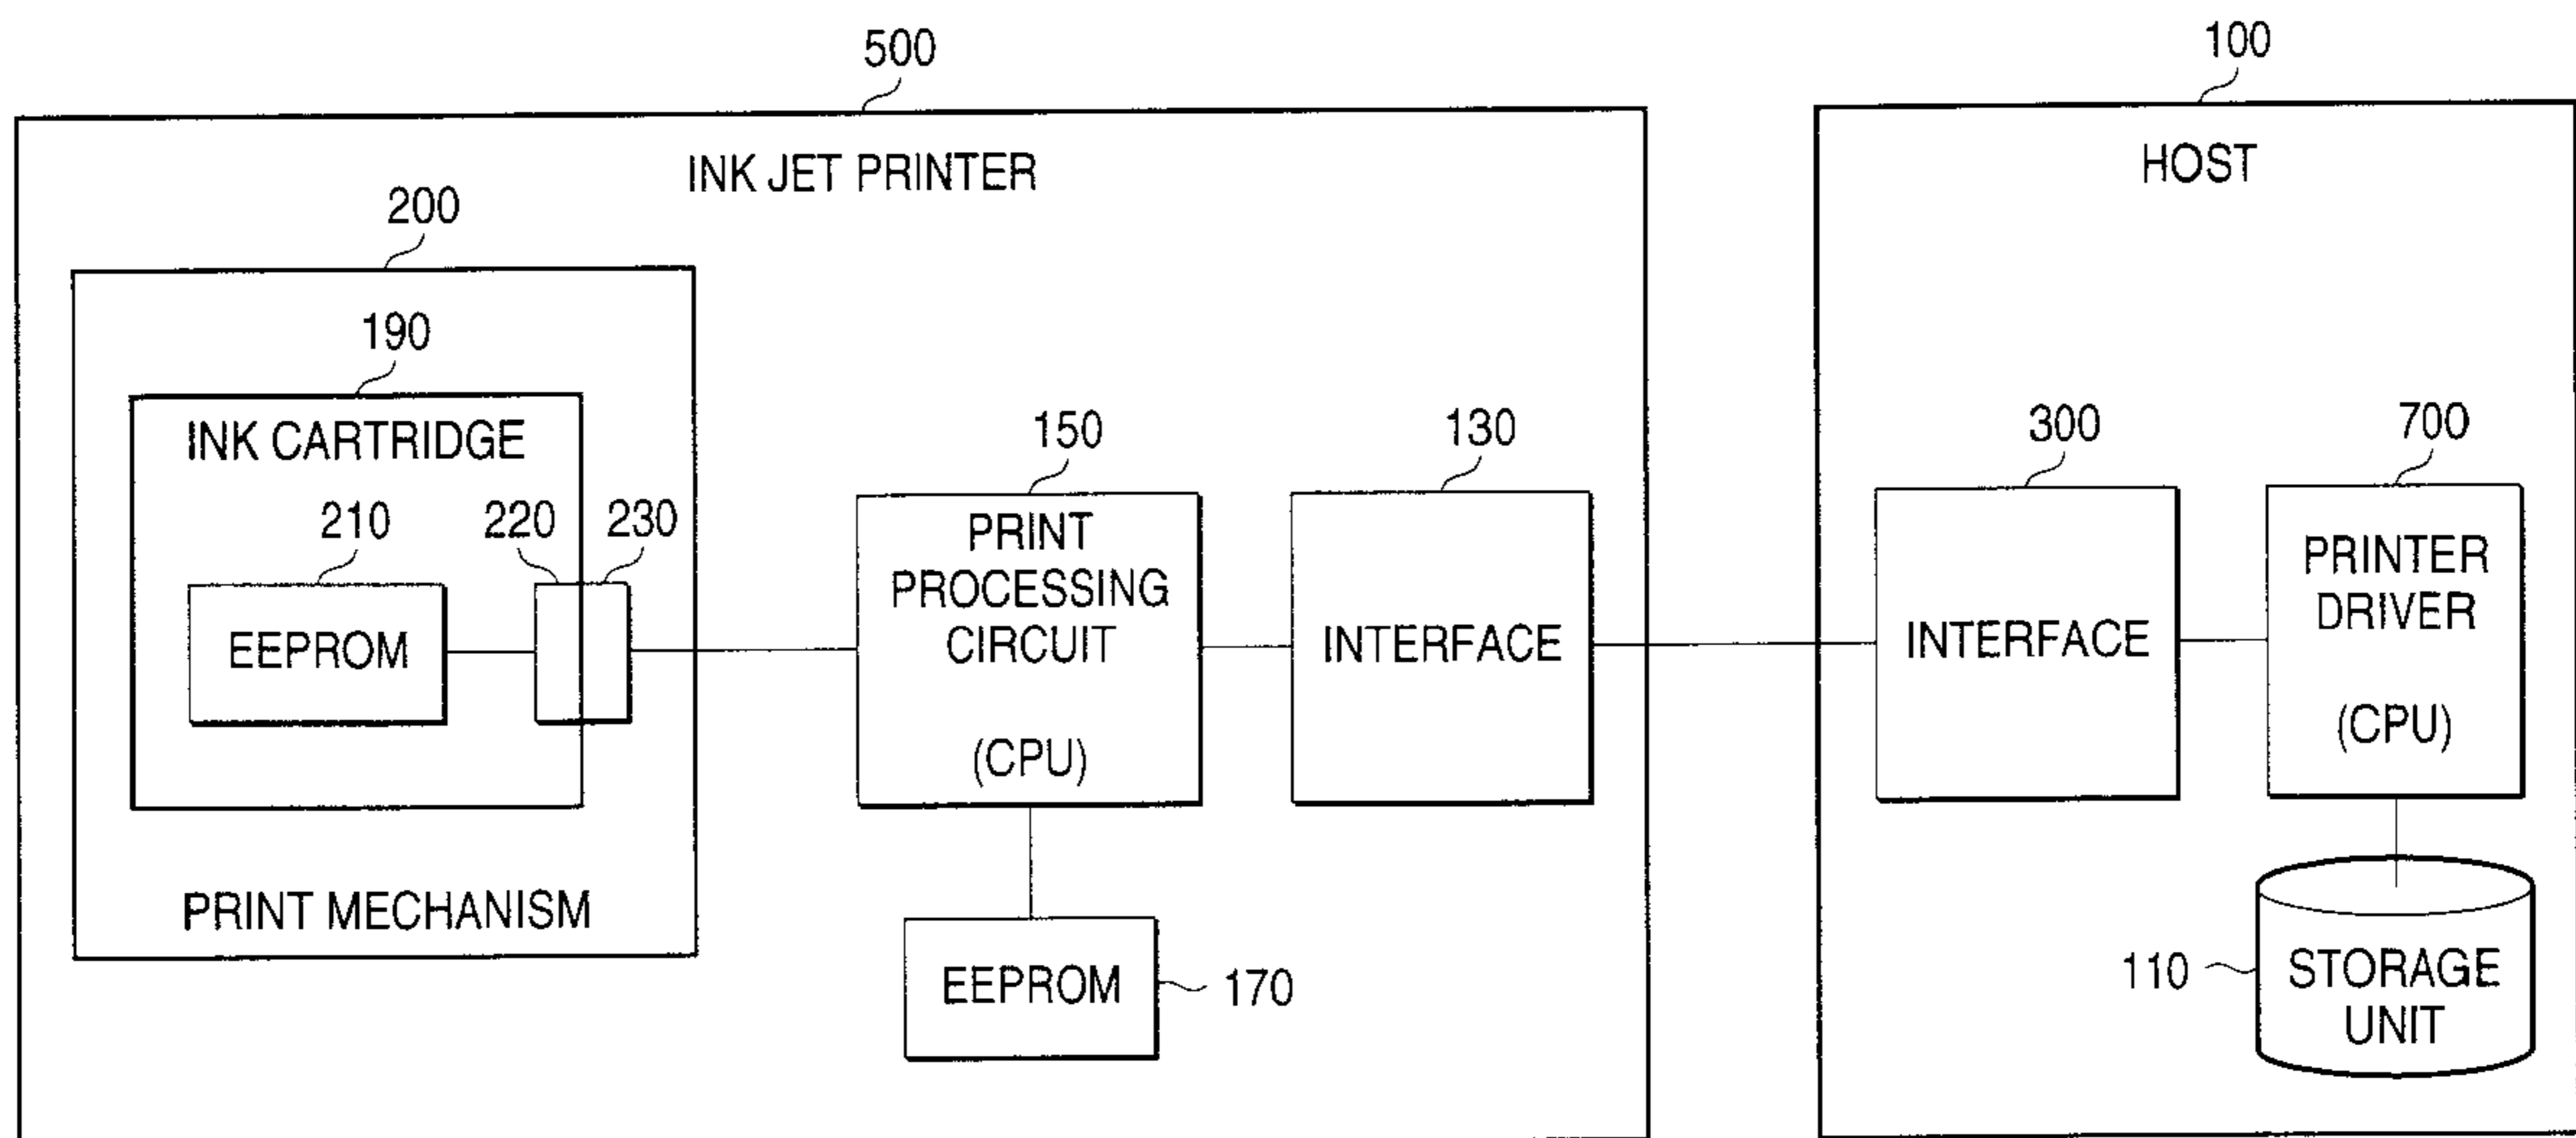 500
100
INK JET PRINTER
HOST
200
190
INK CARTRIDGE
210
220
230
EEPROM
PRINT MECHANISM
150
PRINT
PROCESSING
CIRCUIT
(CPU)
130
INTERFACE
EEPROM
170
300
INTERFACE
700
PRINTER
DRIVER
(CPU)
110
STORAGE
UNIT